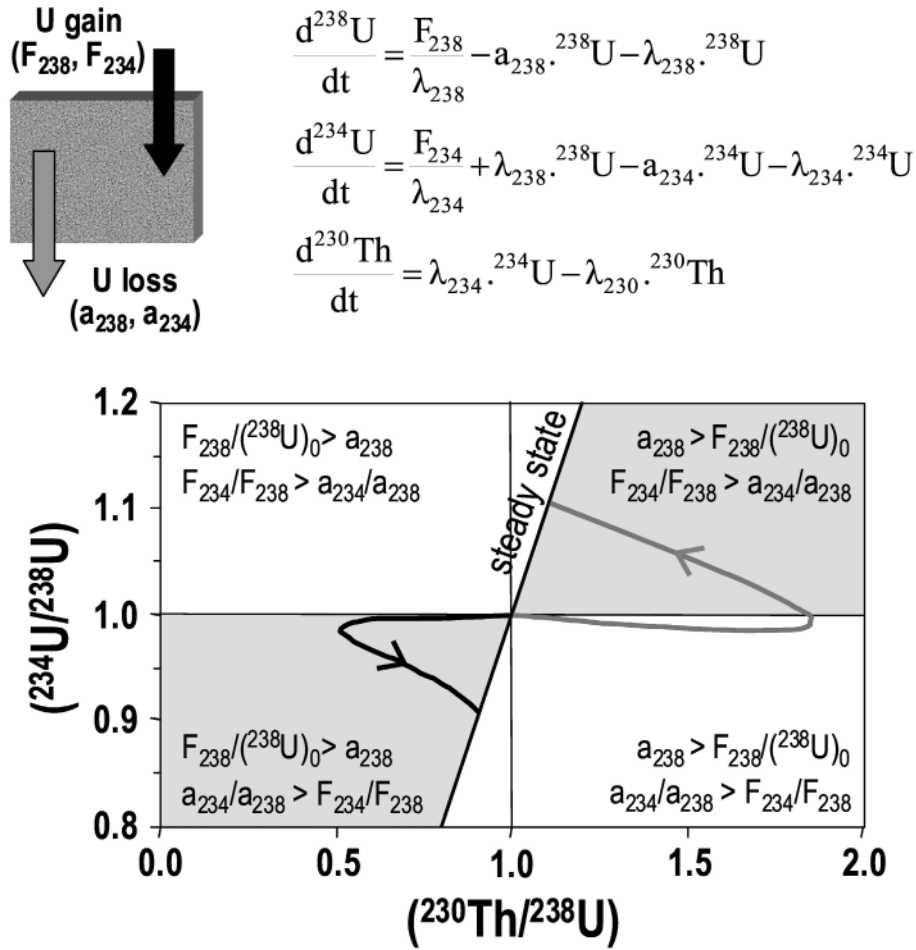 U gain
(F₂₃₈, F₂₃₄)
U loss
(a₂₃₈, a₂₃₄)
d²³⁸U/dt = F₂₃₈/λ₂₃₈ − a₂₃₈.²³⁸U − λ₂₃₈.²³⁸U
d²³⁴U/dt = F₂₃₄/λ₂₃₄ + λ₂₃₈.²³⁸U − a₂₃₄.²³⁴U − λ₂₃₄.²³⁴U
d²³⁰Th/dt = λ₂₃₄.²³⁴U − λ₂₃₀.²³⁰Th
(²³⁴U/²³⁸U)
1.2
1.1
1.0
0.9
0.8
F₂₃₈/(²³⁸U)₀> a₂₃₈
F₂₃₄/F₂₃₈ > a₂₃₄/a₂₃₈
steady state
a₂₃₈ > F₂₃₈/(²³⁸U)₀
F₂₃₄/F₂₃₈ > a₂₃₄/a₂₃₈
F₂₃₈/(²³⁸U)₀> a₂₃₈
a₂₃₄/a₂₃₈ > F₂₃₄/F₂₃₈
a₂₃₈ > F₂₃₈/(²³⁸U)₀
a₂₃₄/a₂₃₈ > F₂₃₄/F₂₃₈
0.0 0.5 1.0 1.5 2.0
(²³⁰Th/²³⁸U)